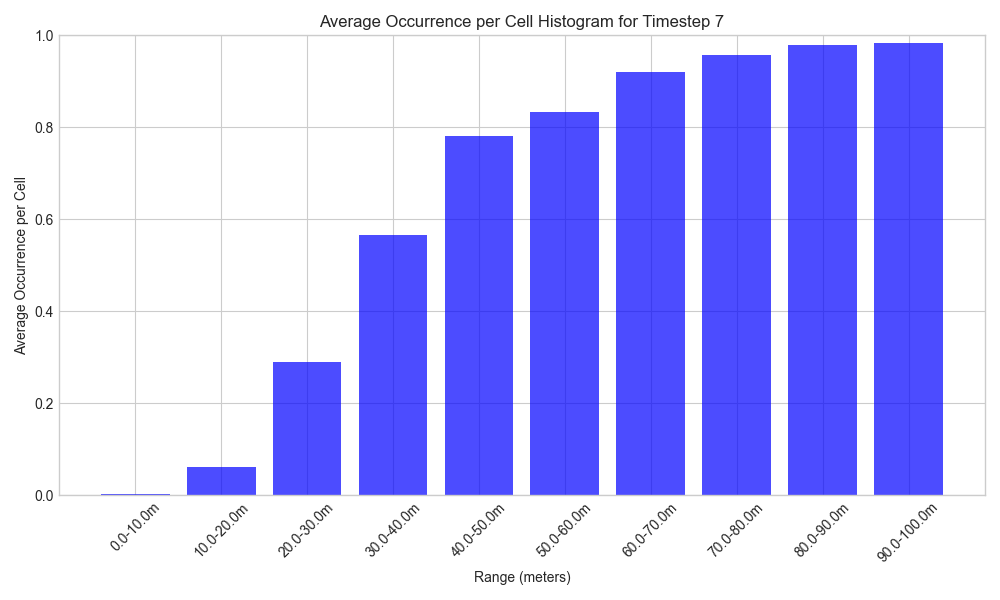 Average Occurrence per Cell Histogram for Timestep 7
Average Occurrence per Cell
1.0
0.8
0.6
0.4
0.2
0.0
0.0-10.0m
10.0-20.0m
20.0-30.0m
30.0-40.0m
40.0-50.0m
50.0-60.0m
60.0-70.0m
70.0-80.0m
80.0-90.0m
90.0-100.0m
Range (meters)